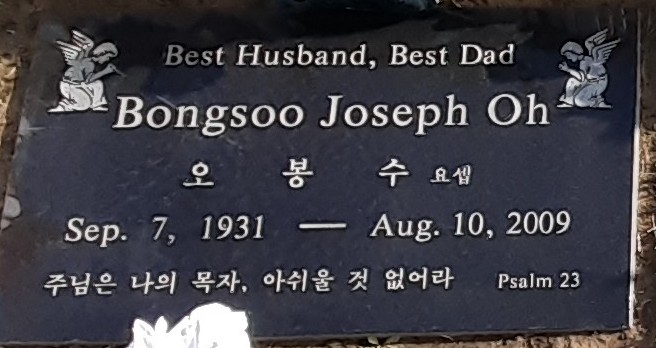 Best Husband, Best Dad
Bongsoo Joseph Oh
오 봉 수 요셉
Sep. 7, 1931 — Aug. 10, 2009
주님은 나의 목자, 아쉬울 것 없어라 Psalm 23